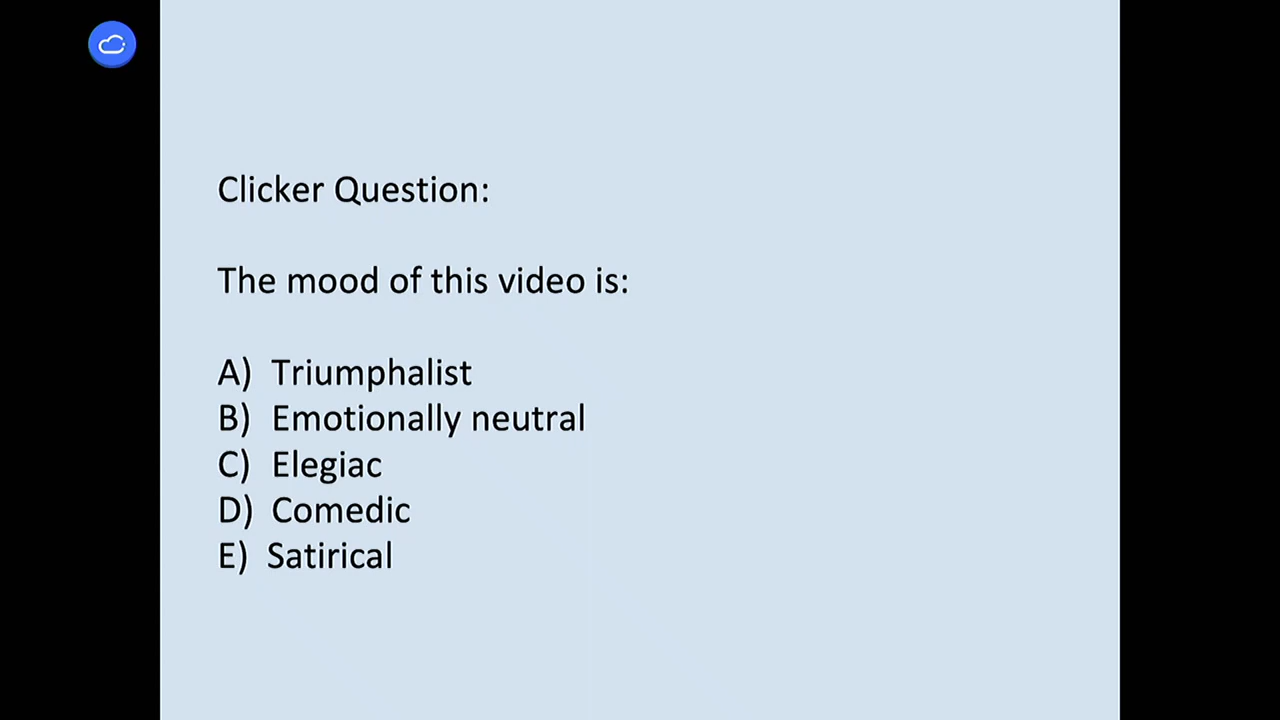 Clicker Question:
The mood of this video is:
A) Triumphalist
B) Emotionally neutral
C) Elegiac
D) Comedic
E) Satirical